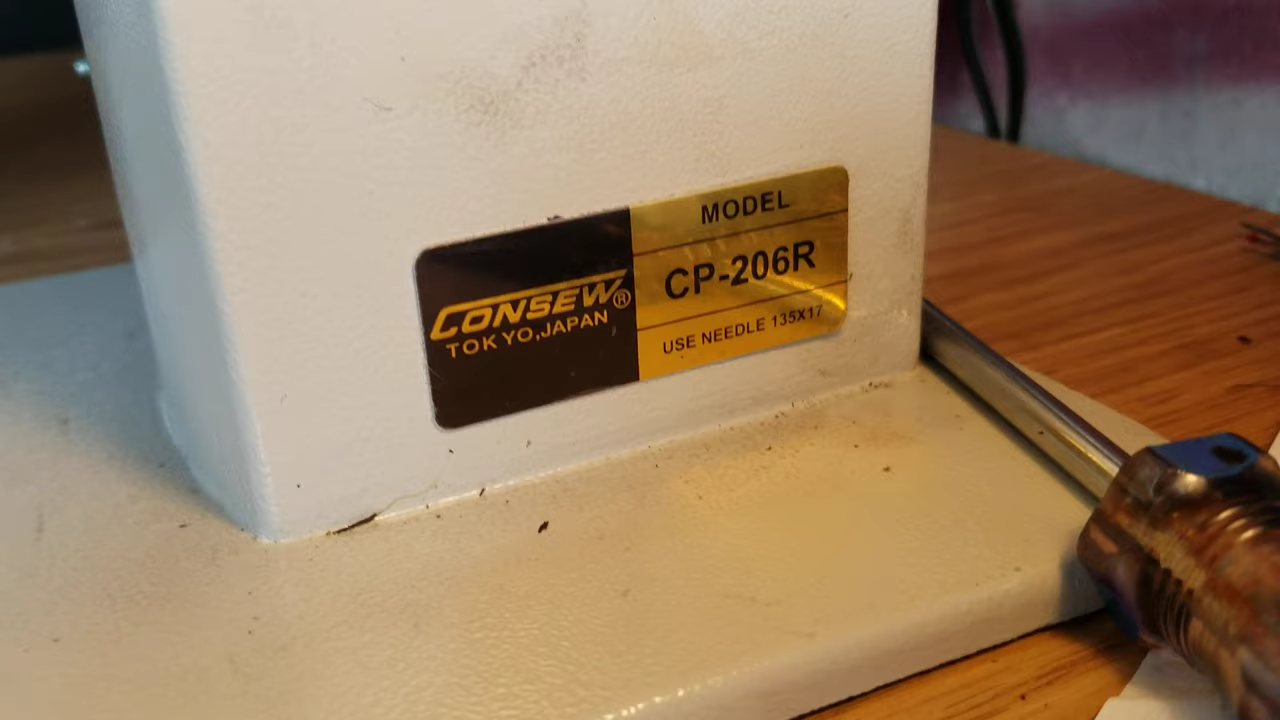 CONSEW®
TOKYO,JAPAN
MODEL
CP-206R
USE NEEDLE 135X17